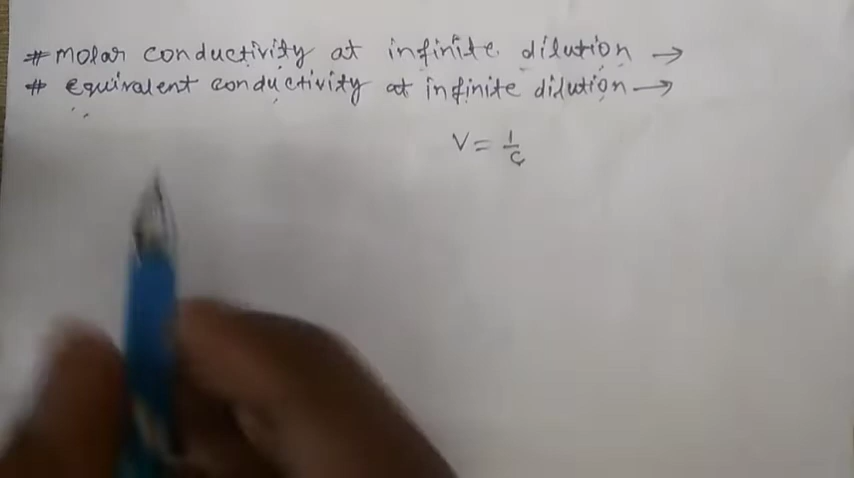 # molar conductivity at infinite dilution →
# equivalent conductivity at infinite dilution →
V = 1/C